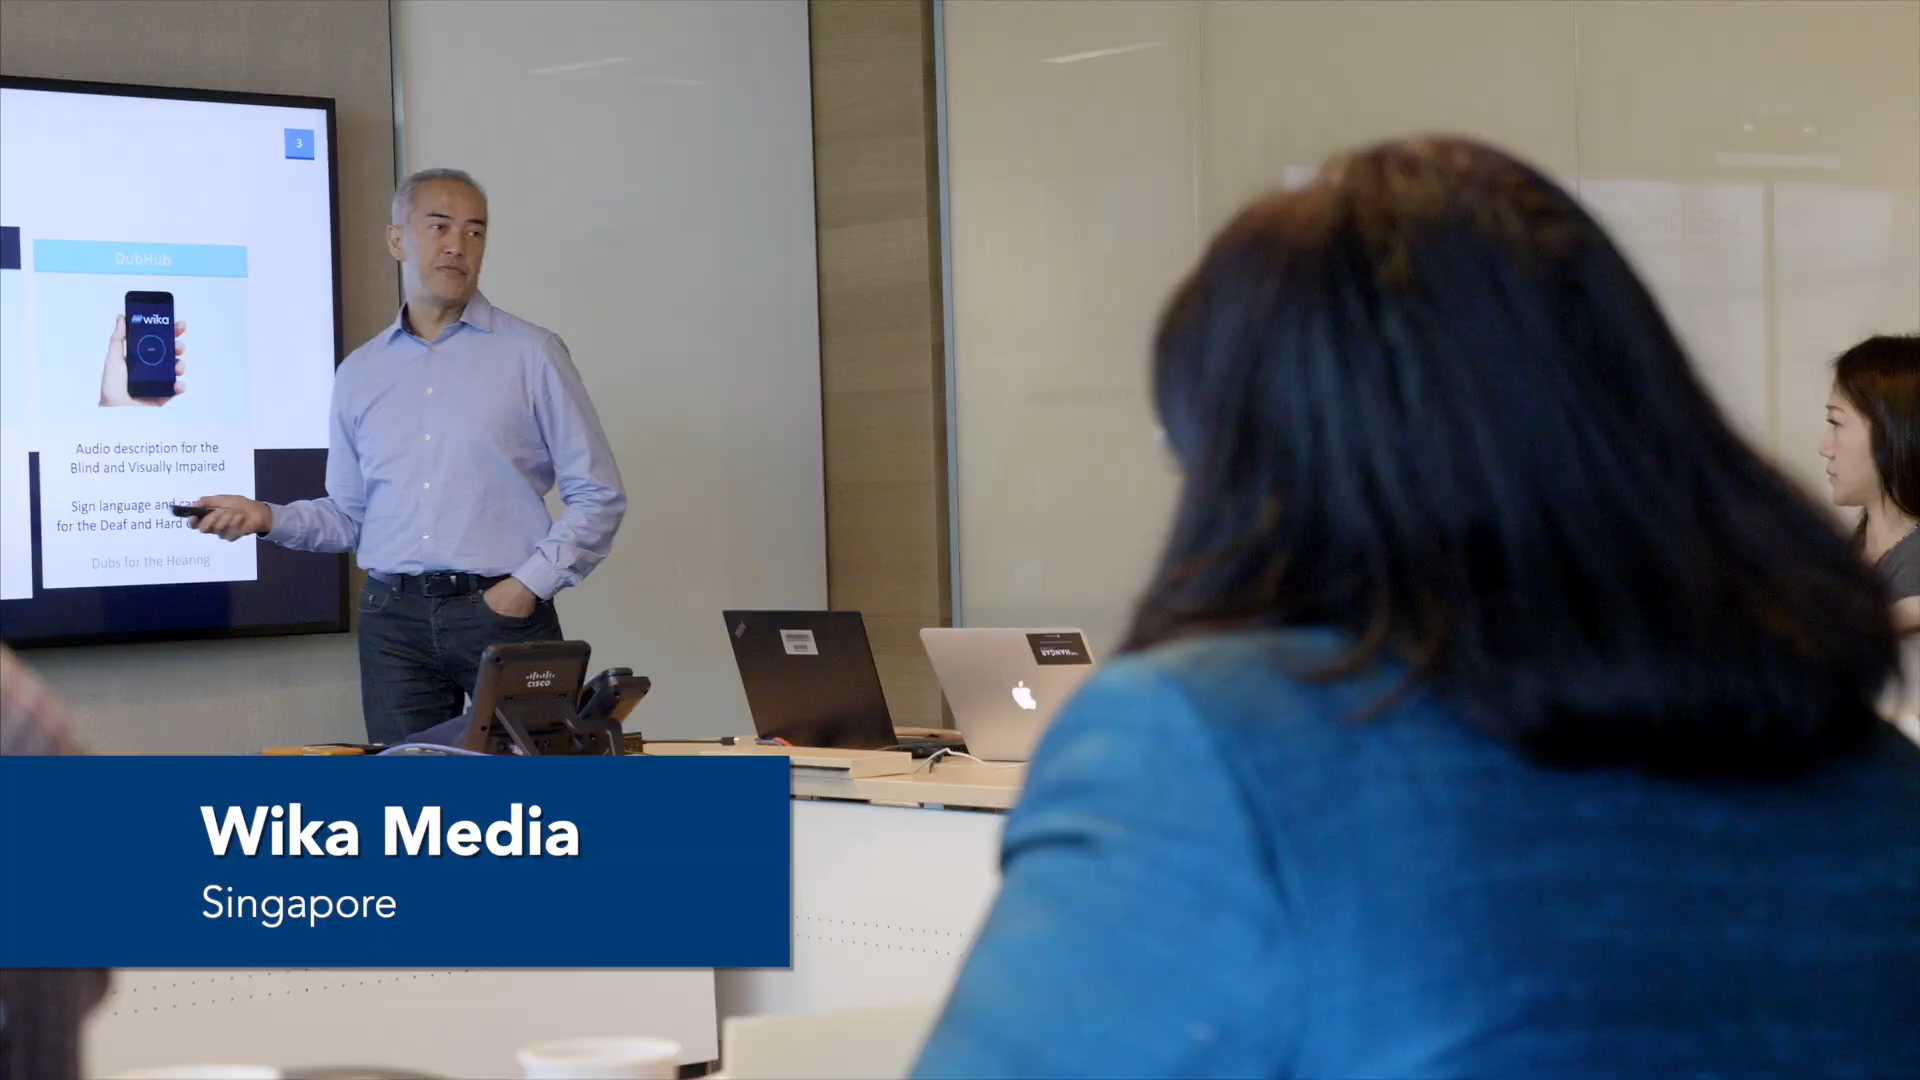 3
DubHub
wika
Audio description for the
Blind and Visually Impaired
Sign language and
for the Deaf and Hard
Dubs for the Hearing
CISCO
HANGAR
Wika Media
Singapore